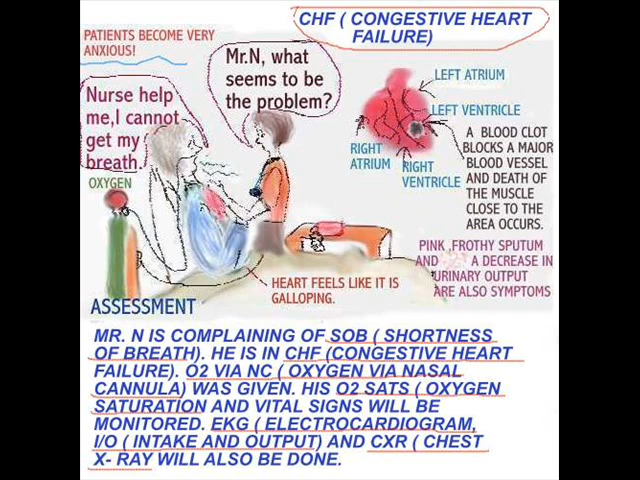 CHF ( CONGESTIVE HEART
FAILURE)
PATIENTS BECOME VERY
ANXIOUS!
Mr.N, what
seems to be
the problem?
Nurse help
me,I cannot
get my
breath.
OXYGEN
LEFT ATRIUM
LEFT VENTRICLE
RIGHT
ATRIUM
RIGHT
VENTRICLE
A BLOOD CLOT
BLOCKS A MAJOR
BLOOD VESSEL
AND DEATH OF
THE MUSCLE
CLOSE TO THE
AREA OCCURS.
PINK ,FROTHY SPUTUM
AND A DECREASE IN
URINARY OUTPUT
ARE ALSO SYMPTOMS
HEART FEELS LIKE IT IS
GALLOPING.
ASSESSMENT
MR. N IS COMPLAINING OF SOB ( SHORTNESS
OF BREATH). HE IS IN CHF (CONGESTIVE HEART
FAILURE). O2 VIA NC ( OXYGEN VIA NASAL
CANNULA) WAS GIVEN. HIS O2 SATS ( OXYGEN
SATURATION AND VITAL SIGNS WILL BE
MONITORED. EKG ( ELECTROCARDIOGRAM,
I/O ( INTAKE AND OUTPUT) AND CXR ( CHEST
X- RAY WILL ALSO BE DONE.